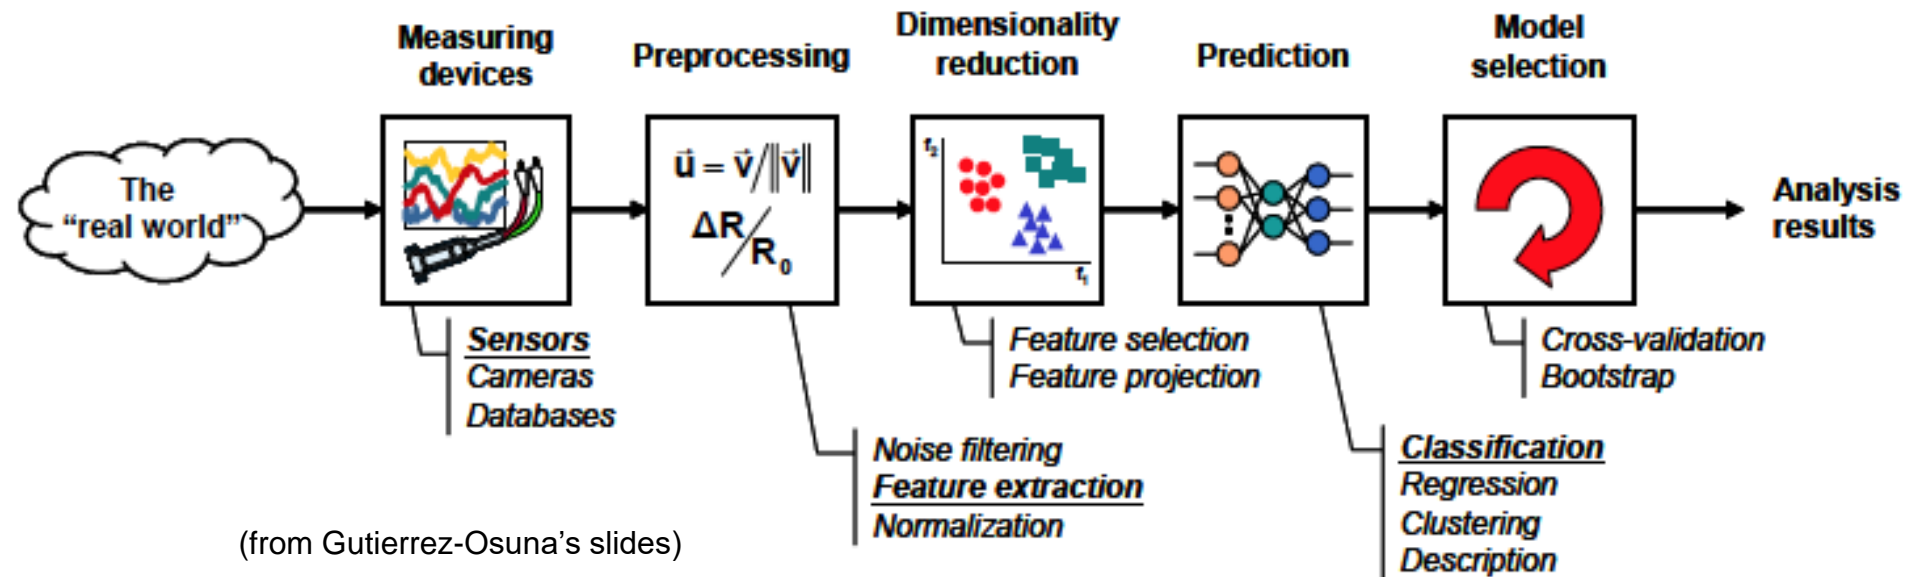 Measuring
devices
Preprocessing
Dimensionality
reduction
Prediction
Model
selection
The
“real world”
u⃗ = v⃗/‖v⃗‖
ΔR/R₀
f₂
f₁
Analysis
results
Sensors
Cameras
Databases
Noise filtering
Feature extraction
Normalization
Feature selection
Feature projection
Classification
Regression
Clustering
Description
Cross-validation
Bootstrap
(from Gutierrez-Osuna’s slides)